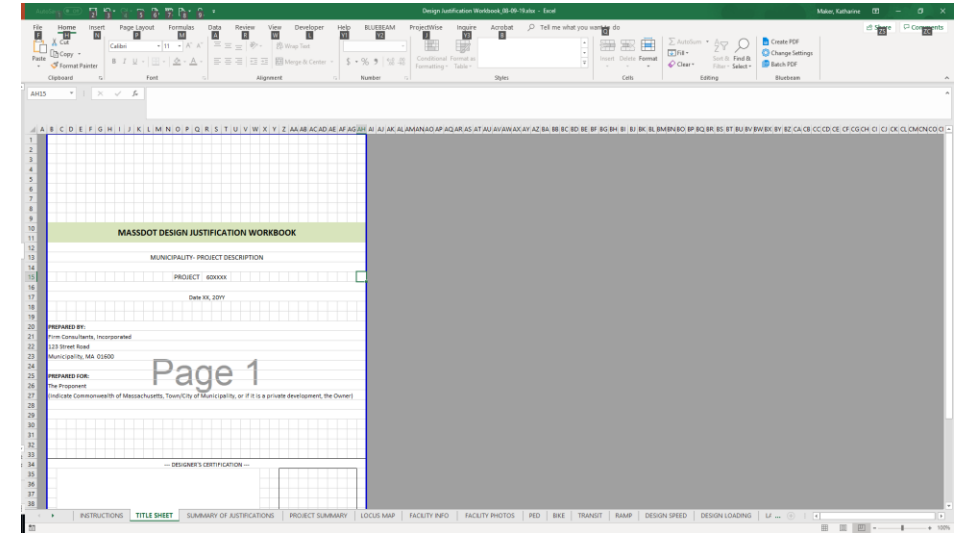 Design Justification Workbook_08-09-18.xlsx - Excel
Maker, Katharine
File Home Insert Page Layout Formulas Data Review View Developer Help BLUEBEAM ProjectWise Inquire Acrobat Tell me what you want to do Share Comments
Paste
Cut
Copy
Format Painter
Calibri 11
Wrap Text
Merge & Center
Conditional Formatting
Format as Table
Insert Delete Format
AutoSum
Fill
Clear
Sort & Filter
Find & Select
Create PDF
Change Settings
Batch PDF
Clipboard Font Alignment Number Styles Cells Editing Bluebeam
AH15
MASSDOT DESIGN JUSTIFICATION WORKBOOK
MUNICIPALITY- PROJECT DESCRIPTION
PROJECT 60XXXX
Date XX, 20YY
PREPARED BY:
Firm Consultants, Incorporated
123 Street Road
Municipality, MA 01600
Page 1
PREPARED FOR:
The Proponent
(Indicate Commonwealth of Massachusetts, Town/City of Municipality, or if it is a private development, the Owner)
--- DESIGNER'S CERTIFICATION ---
INSTRUCTIONS TITLE SHEET SUMMARY OF JUSTIFICATIONS PROJECT SUMMARY LOCUS MAP FACILITY INFO FACILITY PHOTOS PED BIKE TRANSIT RAMP DESIGN SPEED DESIGN LOADING
100%